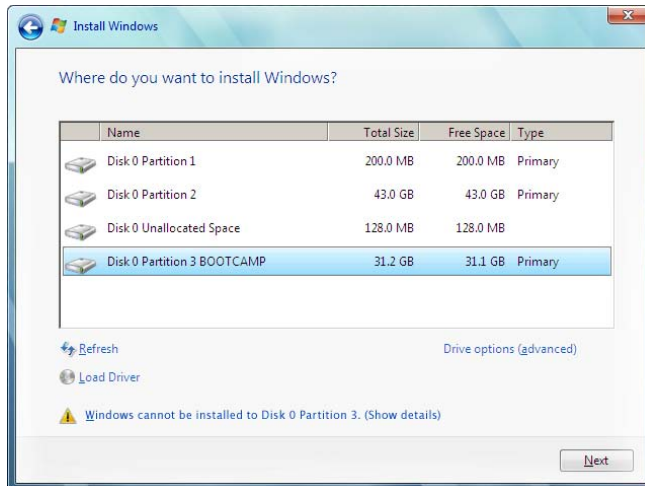 Install Windows
Where do you want to install Windows?
Name Total Size Free Space Type
Disk 0 Partition 1 200.0 MB 200.0 MB Primary
Disk 0 Partition 2 43.0 GB 43.0 GB Primary
Disk 0 Unallocated Space 128.0 MB 128.0 MB
Disk 0 Partition 3 BOOTCAMP 31.2 GB 31.1 GB Primary
Refresh Drive options (advanced)
Load Driver
Windows cannot be installed to Disk 0 Partition 3. (Show details)
Next